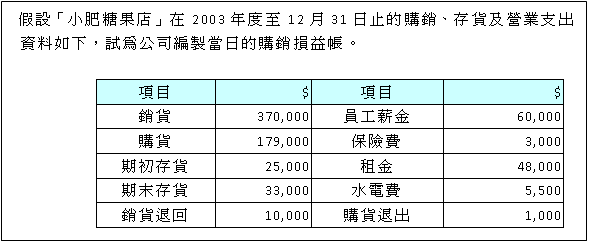 假設「小肥糖果店」在 2003 年度至 12 月 31 日止的購銷、存貨及營業支出
資料如下，試為公司編製當日的購銷損益帳。
項目 $ 項目 $
銷貨 370,000 員工薪金 60,000
購貨 179,000 保險費 3,000
期初存貨 25,000 租金 48,000
期末存貨 33,000 水電費 5,500
銷貨退回 10,000 購貨退出 1,000